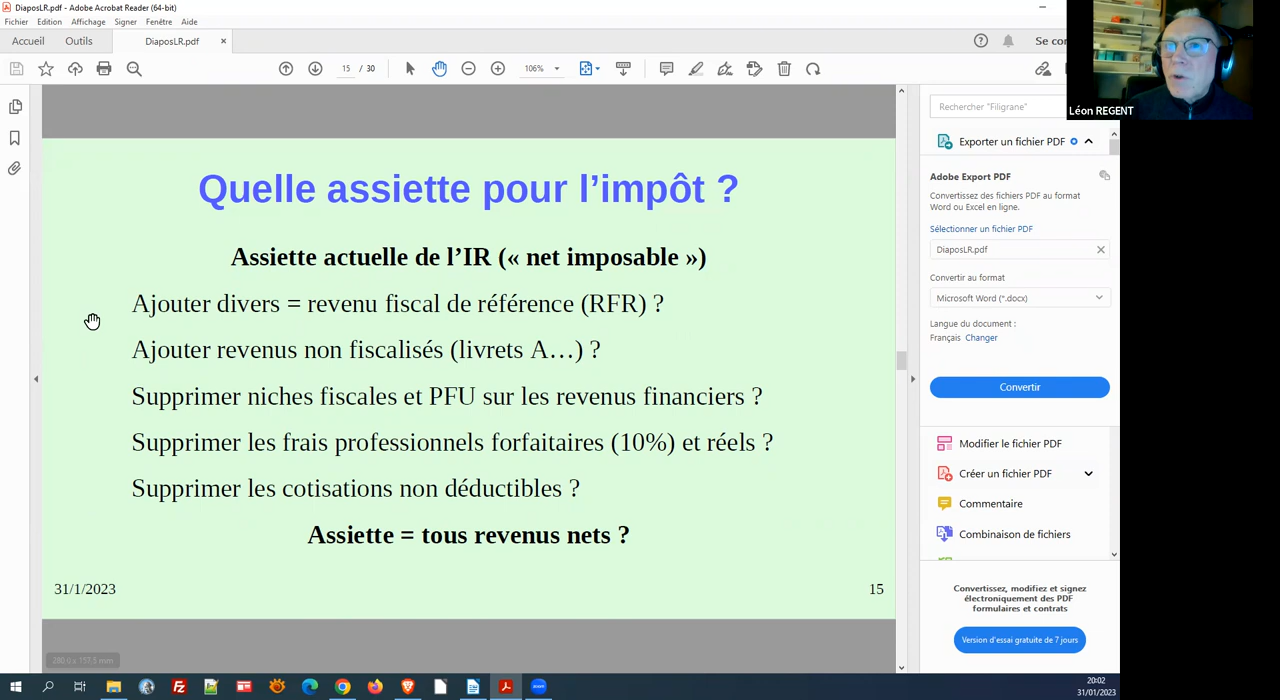 DiaposLR.pdf - Adobe Acrobat Reader (64-bit)
Fichier Edition Affichage Signer Fenêtre Aide
Accueil Outils DiaposLR.pdf × Se co
15 / 30 106%
Léon REGENT
Rechercher "Filigrane"
Exporter un fichier PDF
Adobe Export PDF
Convertissez des fichiers PDF au format
Word ou Excel en ligne.
Sélectionner un fichier PDF
DiaposLR.pdf
Convertir au format
Microsoft Word (*.docx)
Langue du document :
Français Changer
Convertir
Modifier le fichier PDF
Créer un fichier PDF
Commentaire
Combinaison de fichiers
Convertissez, modifiez et signez
électroniquement des PDF
formulaires et contrats
Version d'essai gratuite de 7 jours
Quelle assiette pour l’impôt ?
Assiette actuelle de l’IR (« net imposable »)
Ajouter divers = revenu fiscal de référence (RFR) ?
Ajouter revenus non fiscalisés (livrets A…) ?
Supprimer niches fiscales et PFU sur les revenus financiers ?
Supprimer les frais professionnels forfaitaires (10%) et réels ?
Supprimer les cotisations non déductibles ?
Assiette = tous revenus nets ?
31/1/2023 15
20:02
31/01/2023